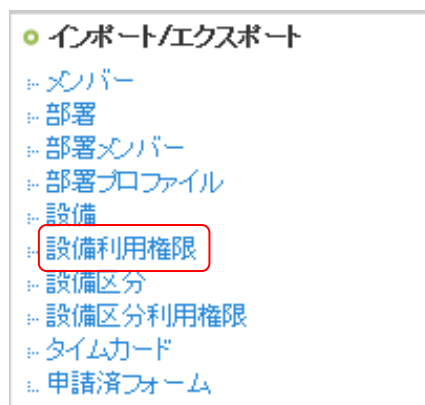 インポート/エクスポート
メンバー
部署
部署メンバー
部署プロファイル
設備
設備利用権限
設備区分
設備区分利用権限
タイムカード
申請済フォーム